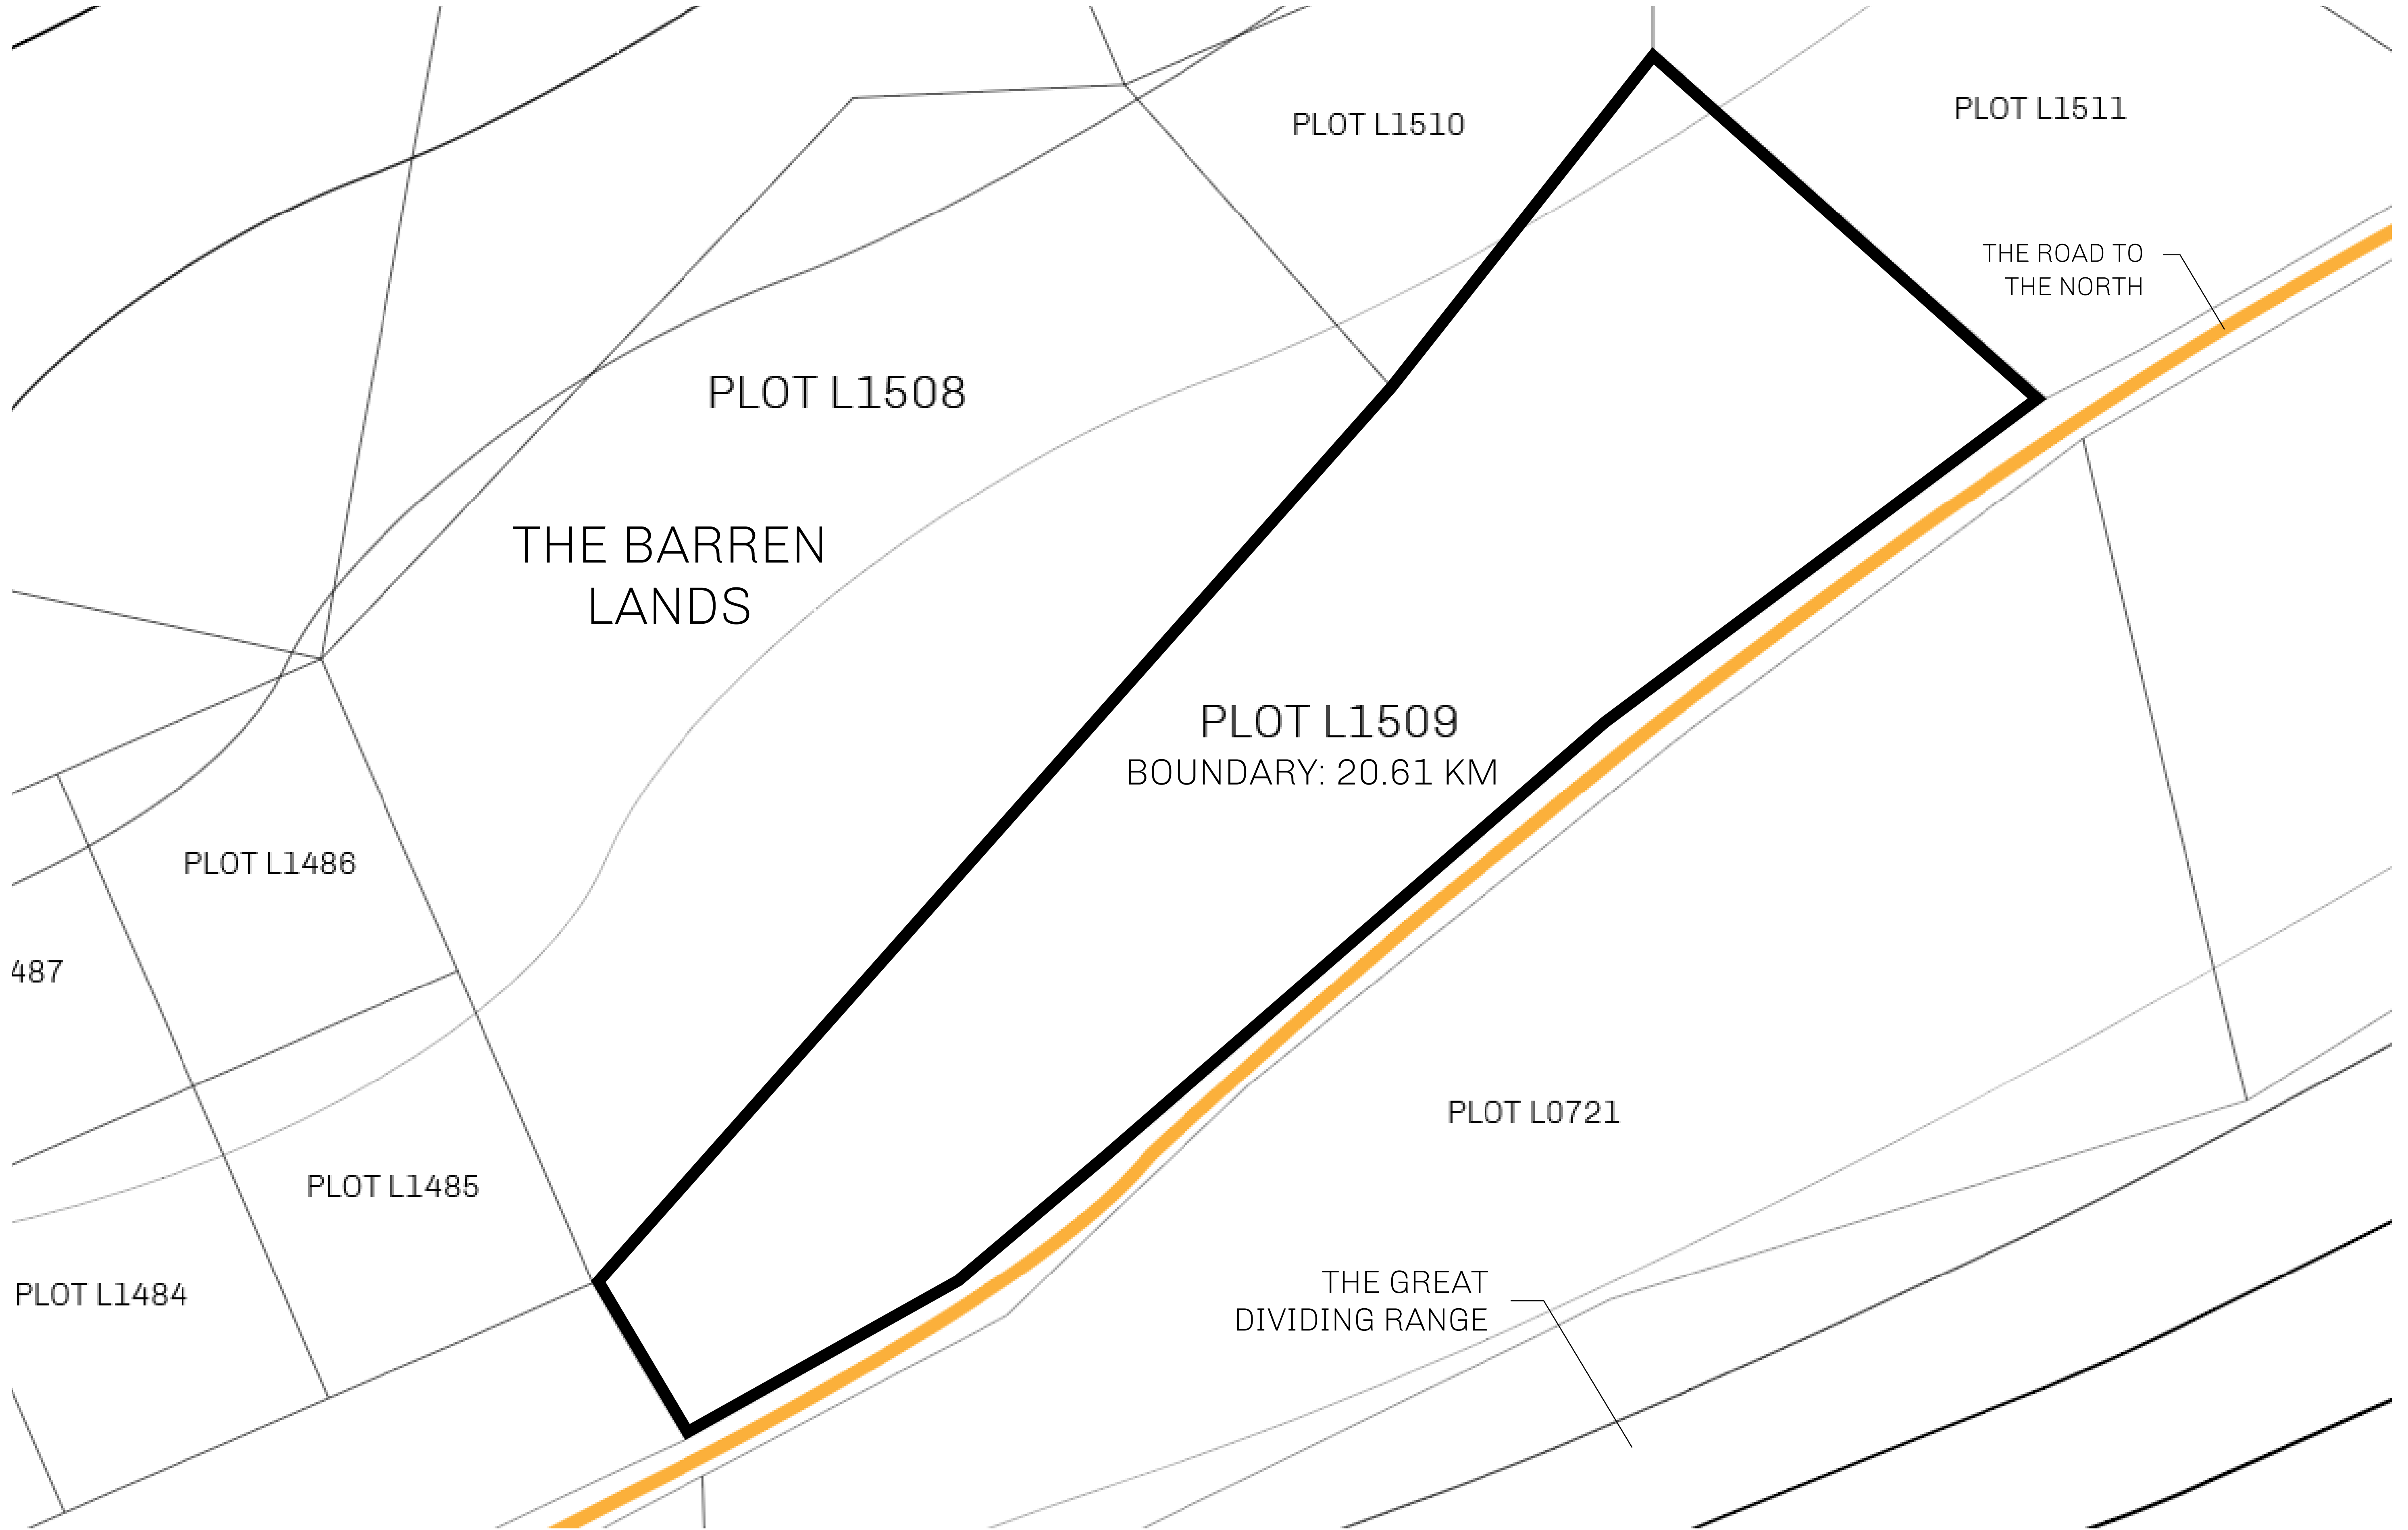 PLOT L1510
PLOT L1511
THE ROAD TO
THE NORTH
PLOT L1508
THE BARREN
LANDS
PLOT L1509
BOUNDARY: 20.61 KM
PLOT L1486
487
PLOT L0721
PLOT L1485
PLOT L1484
THE GREAT
DIVIDING RANGE